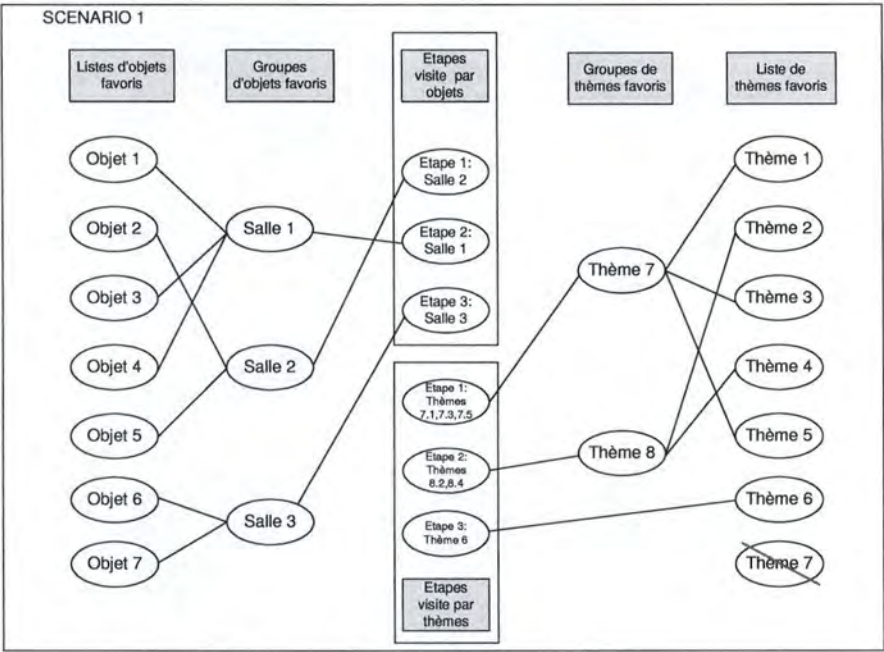 SCENARIO 1
Listes d'objets
favoris
Objet 1
Objet 2
Objet 3
Objet 4
Objet 5
Objet 6
Objet 7
Groupes
d'objets favoris
Salle 1
Salle 2
Salle 3
Etapes
visite par
objets
Etape 1:
Salle 2
Etape 2:
Salle 1
Etape 3:
Salle 3
Etape 1:
Thèmes
7.1,7.3,7.5
Etape 2:
Thèmes
8.2,8.4
Etape 3:
Thème 6
Etapes
visite par
thèmes
Groupes de
thèmes favoris
Thème 7
Thème 8
Liste de
thèmes favoris
Thème 1
Thème 2
Thème 3
Thème 4
Thème 5
Thème 6
Thème 7